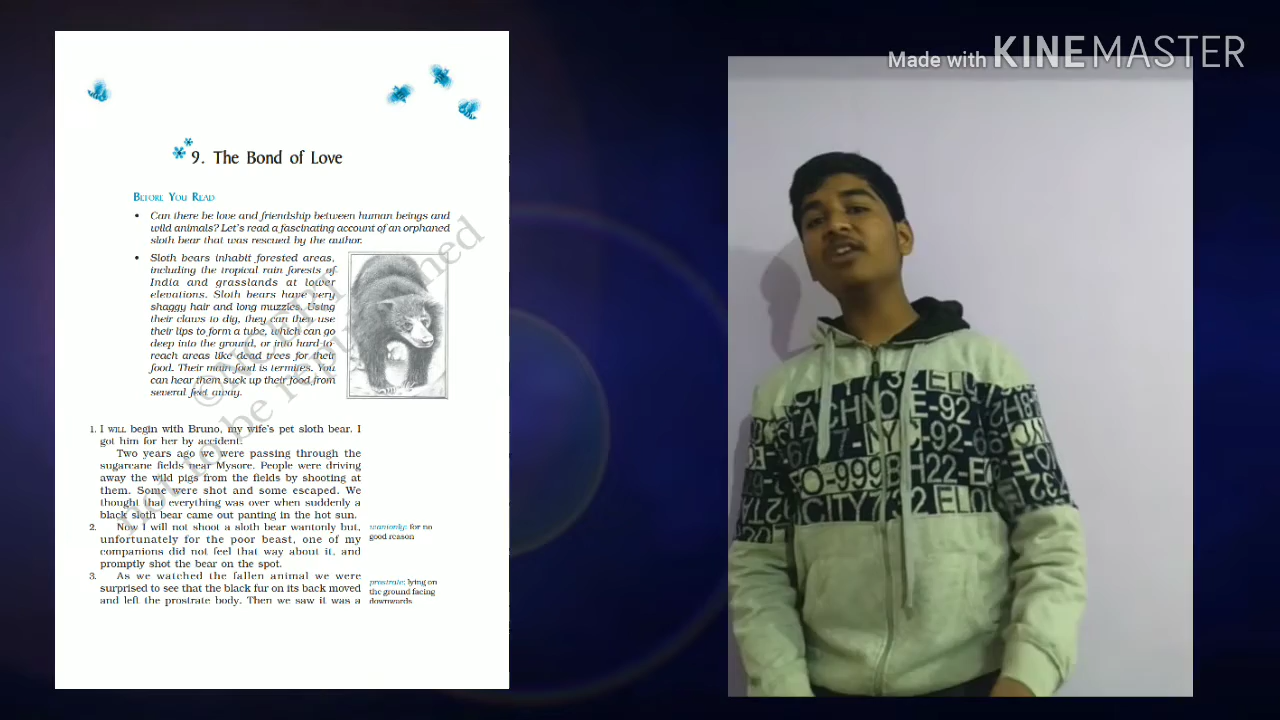 Made with KINEMASTER
9. The Bond of Love
BEFORE YOU READ
• Can there be love and friendship between human beings and
wild animals? Let's read a fascinating account of an orphaned
sloth bear that was rescued by the author.
• Sloth bears inhabit forested areas,
including the tropical rain forests of
India and grasslands at lower
elevations. Sloth bears have very
shaggy hair and long muzzles. Using
their claws to dig, they can they use
their lips to form a tube, which can go
deep into the ground, or into hard-to-
reach areas like dead trees for their
food. Their main food is termites. You
can hear them suck up their food from
several feet away.
1. I WILL begin with Bruno, my wife's pet sloth bear. I
got him for her by accident.
Two years ago we were passing through the
sugarcane fields near Mysore. People were driving
away the wild pigs from the fields by shooting at
them. Some were shot and some escaped. We
thought that everything was over when suddenly a
black sloth bear came out panting in the hot sun.
2. Now I will not shoot a sloth bear wantonly but,
unfortunately for the poor beast, one of my
companions did not feel that way about it, and
promptly shot the bear on the spot.
wantonly: for no
good reason
3. As we watched the fallen animal we were
surprised to see that the black fur on its back moved
and left the prostrate body. Then we saw it was a
prostrate: lying on
the ground facing
downwards
not to be republished
CITY 732 ELO